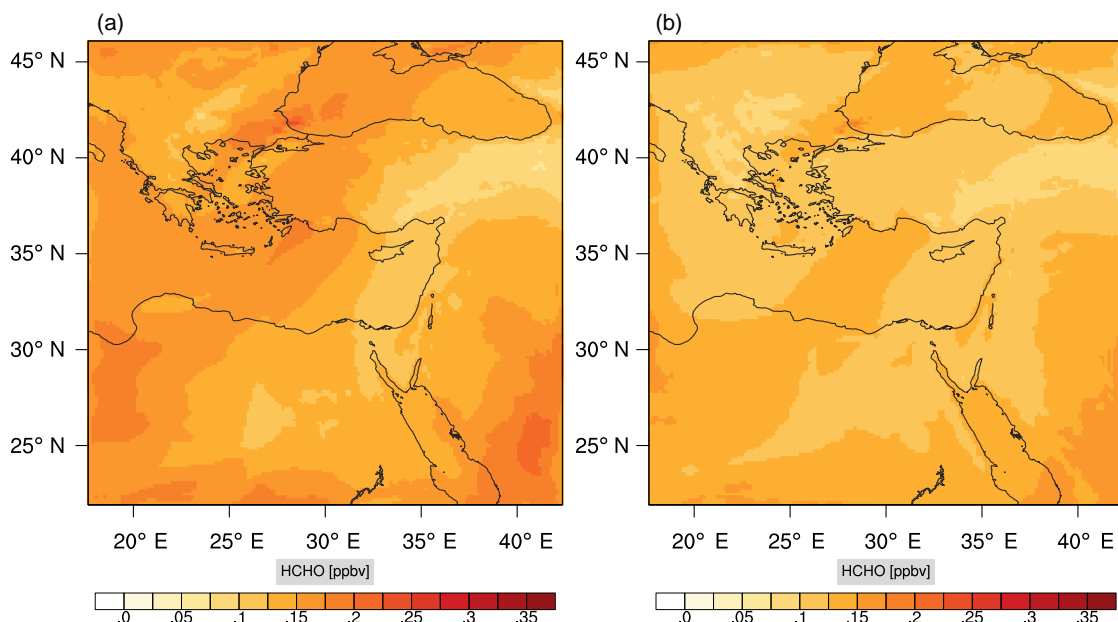 (a)
(b)
45° N
40° N
35° N
30° N
25° N
20° E 25° E 30° E 35° E 40° E
HCHO [ppbv]
.0 .05 .1 .15 .2 .25 .3 .35
45° N
40° N
35° N
30° N
25° N
20° E 25° E 30° E 35° E 40° E
HCHO [ppbv]
.0 .05 .1 .15 .2 .25 .3 .35